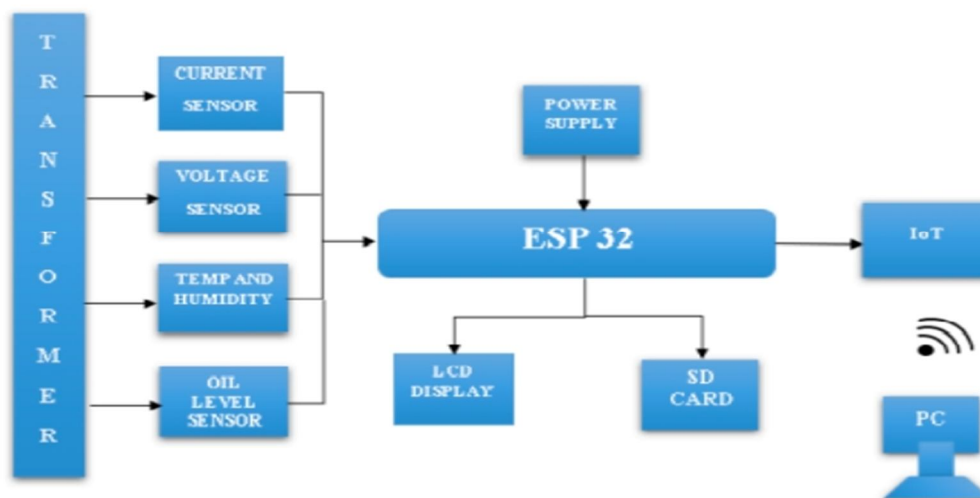 T
R
A
N
S
F
O
R
M
E
R
CURRENT
SENSOR
VOLTAGE
SENSOR
TEMP AND
HUMIDITY
OIL
LEVEL
SENSOR
POWER
SUPPLY
ESP 32
LCD
DISPLAY
SD
CARD
IoT
PC